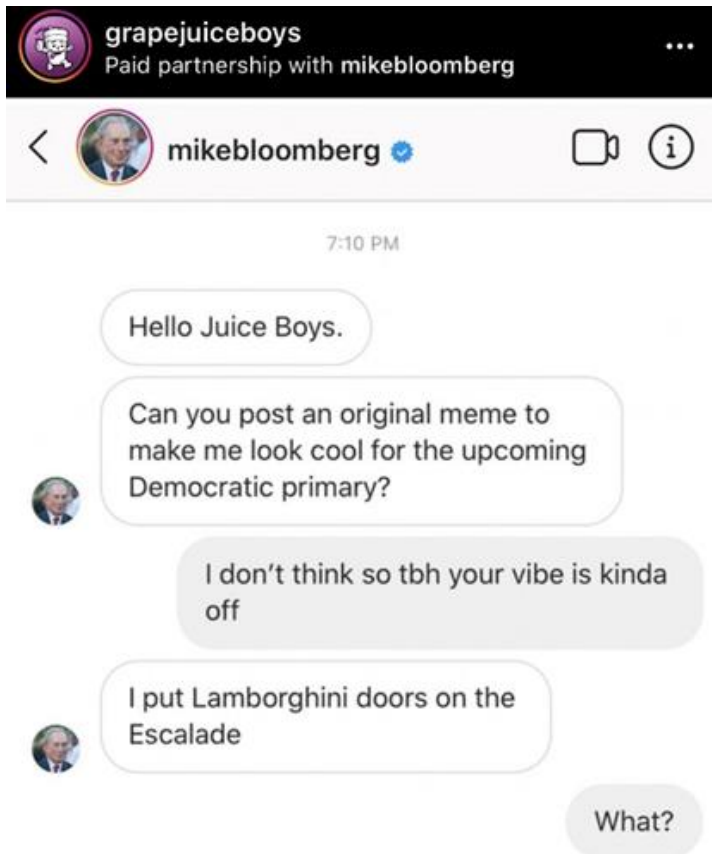 grapejuiceboys
Paid partnership with mikebloomberg
mikebloomberg
7:10 PM
Hello Juice Boys.
Can you post an original meme to
make me look cool for the upcoming
Democratic primary?
I don't think so tbh your vibe is kinda
off
I put Lamborghini doors on the
Escalade
What?